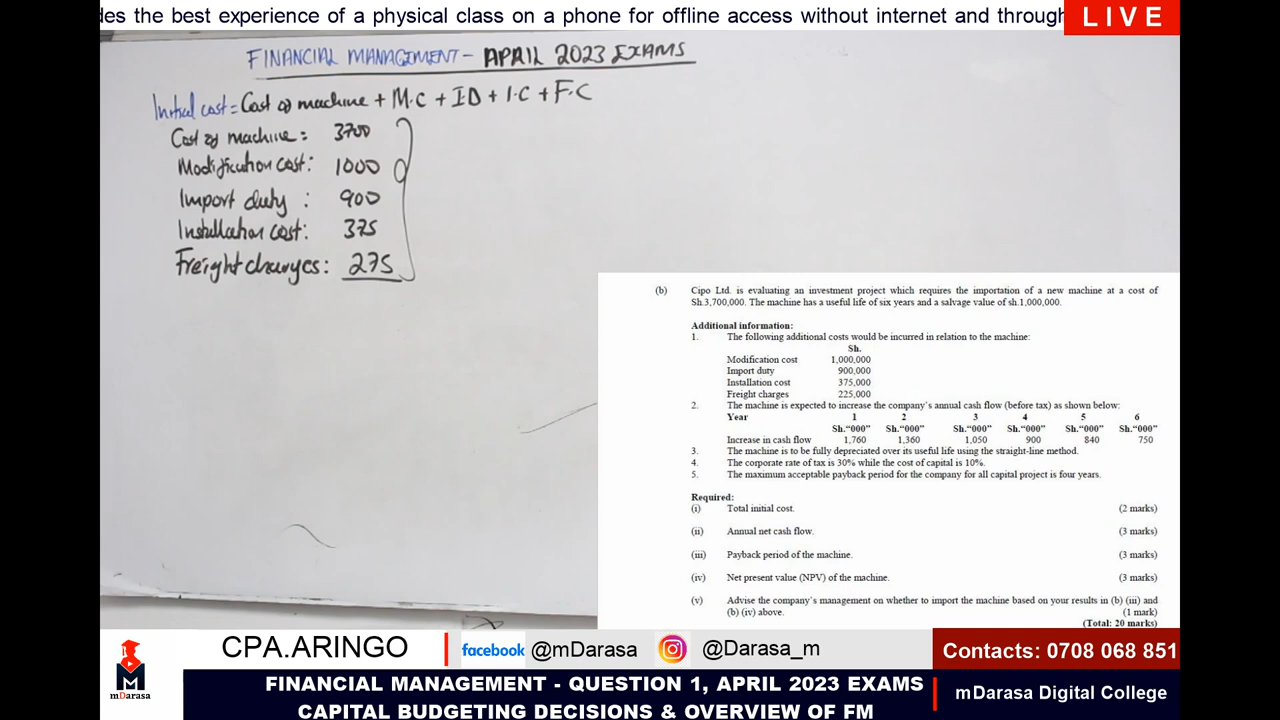 des the best experience of a physical class on a phone for offline access without internet and through
LIVE
FINANCIAL MANAGEMENT - APRIL 2023 EXAMS
Initial cost = Cost of machine + M.C + I.D + I.C + F.C
Cost of machine: 3700
Modification cost: 1000
Import duty : 900
Installation cost: 375
Freight charges: 275
(b) Cipo Ltd. is evaluating an investment project which requires the importation of a new machine at a cost of
Sh.3,700,000. The machine has a useful life of six years and a salvage value of sh.1,000,000.
Additional information:
1. The following additional costs would be incurred in relation to the machine:
Sh.
Modification cost 1,000,000
Import duty 900,000
Installation cost 375,000
Freight charges 225,000
2. The machine is expected to increase the company's annual cash flow (before tax) as shown below:
Year 1 2 3 4 5 6
Sh."000" Sh."000" Sh."000" Sh."000" Sh."000" Sh."000"
Increase in cash flow 1,760 1,360 1,050 900 840 750
3. The machine is to be fully depreciated over its useful life using the straight-line method.
4. The corporate rate of tax is 30% while the cost of capital is 10%.
5. The maximum acceptable payback period for the company for all capital project is four years.
Required:
(i) Total initial cost. (2 marks)
(ii) Annual net cash flow. (3 marks)
(iii) Payback period of the machine. (3 marks)
(iv) Net present value (NPV) of the machine. (3 marks)
(v) Advise the company's management on whether to import the machine based on your results in (b) (iii) and
(b) (iv) above. (1 mark)
(Total: 20 marks)
mDarasa
CPA.ARINGO
facebook @mDarasa
@Darasa_m
Contacts: 0708 068 851
FINANCIAL MANAGEMENT - QUESTION 1, APRIL 2023 EXAMS
CAPITAL BUDGETING DECISIONS & OVERVIEW OF FM
mDarasa Digital College